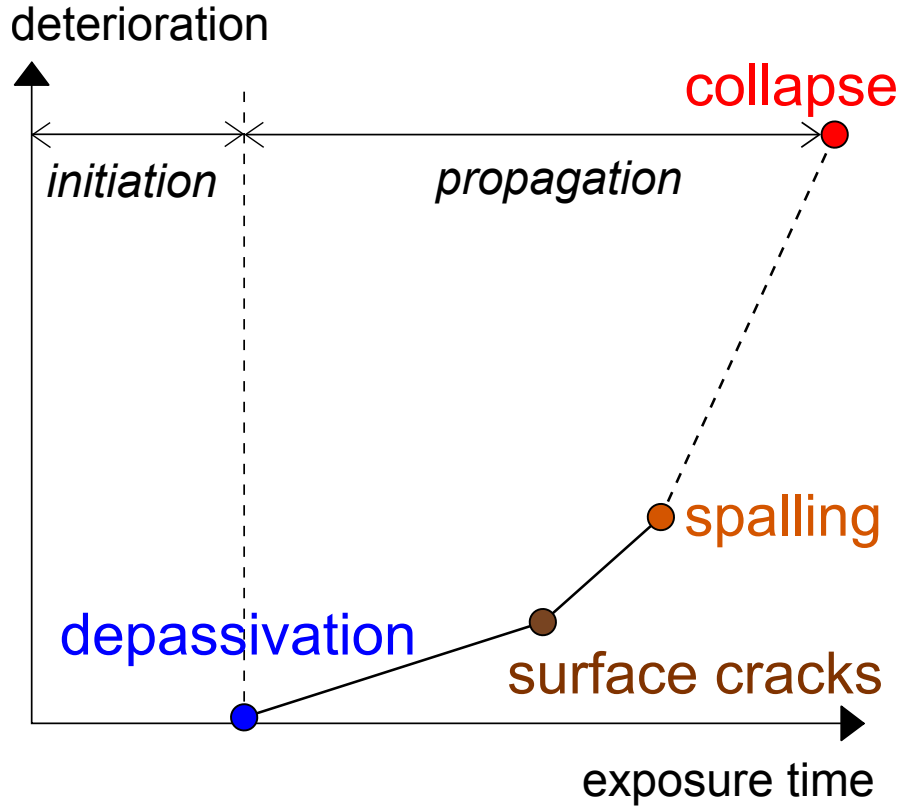 deterioration
collapse
initiation
propagation
spalling
depassivation
surface cracks
exposure time